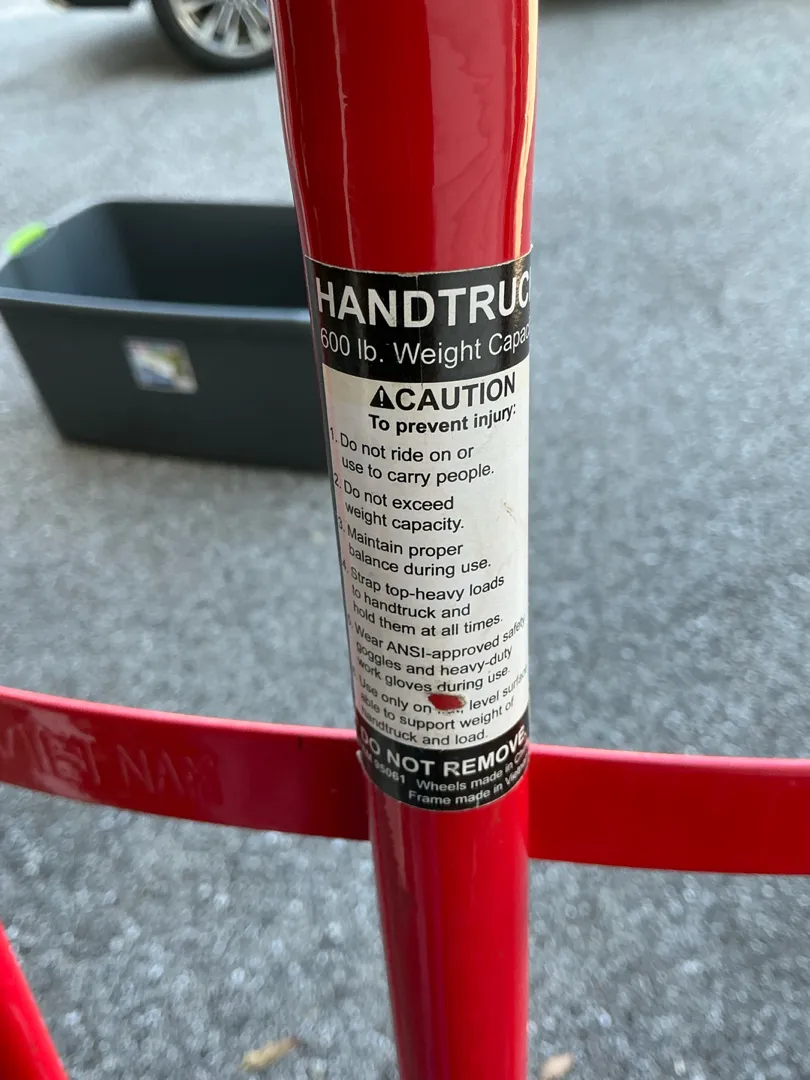 HANDTRUC
600 lb. Weight Capac
CAUTION
To prevent injury:
1. Do not ride on or
use to carry people.
2. Do not exceed
weight capacity.
3. Maintain proper
balance during use.
4. Strap top-heavy loads
to handtruck and
hold them at all times.
Wear ANSI-approved safety
goggles and heavy-duty
work gloves during use.
Use only on level surface
able to support weight of
handtruck and load.
DO NOT REMOVE.
95061 Wheels made in Ch
Frame made in Vie
VIET NAM